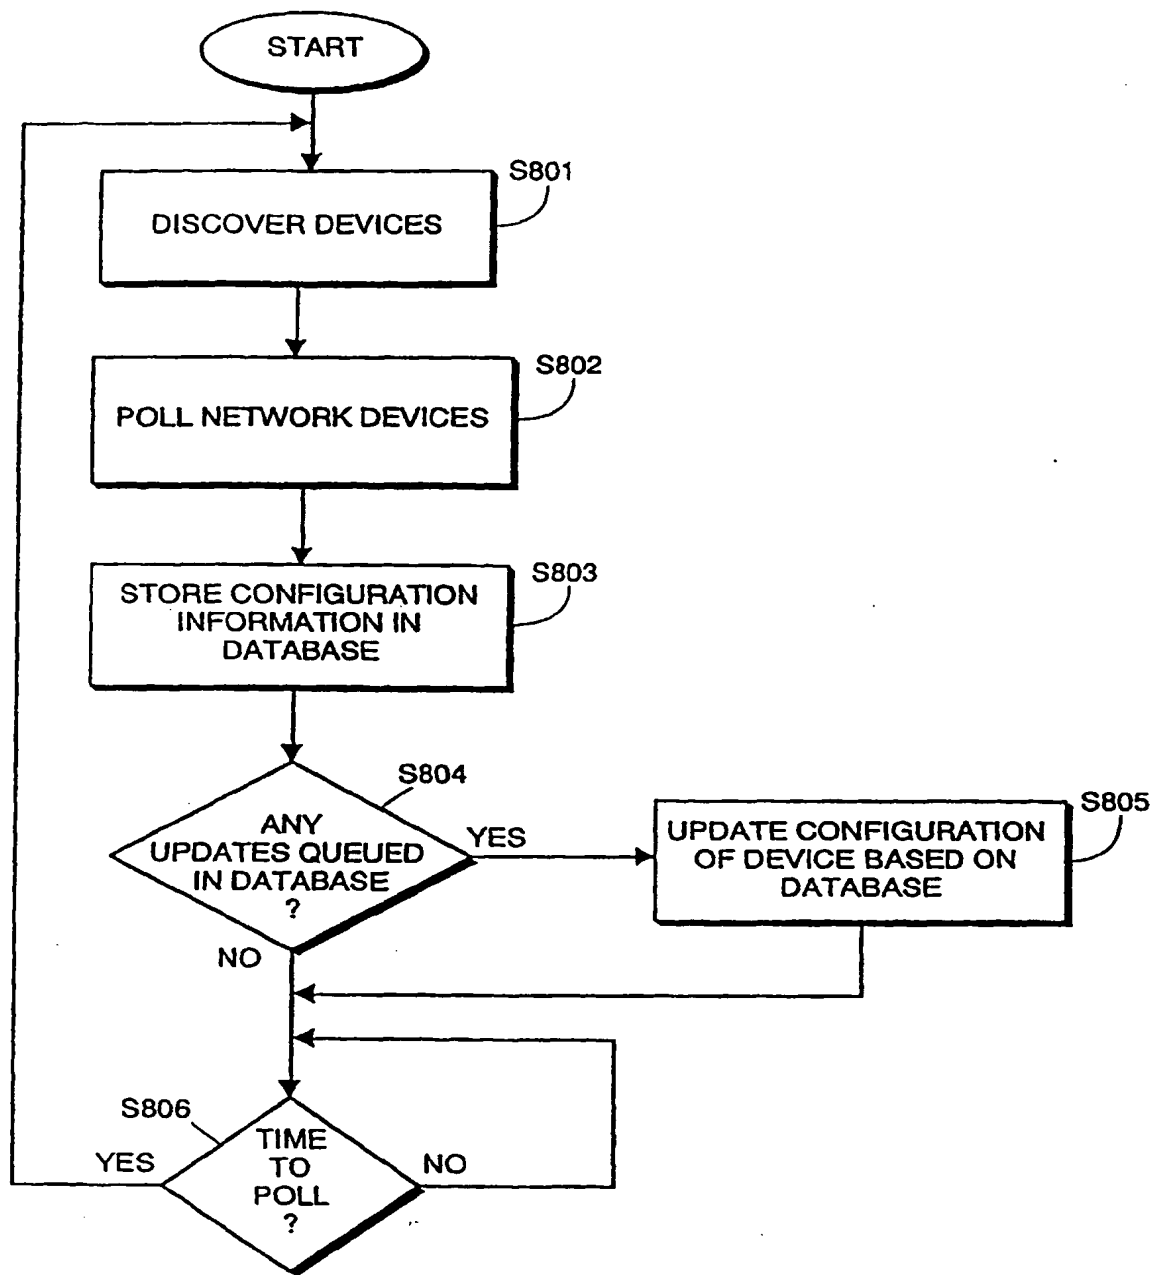 START
S801
DISCOVER DEVICES
S802
POLL NETWORK DEVICES
S803
STORE CONFIGURATION
INFORMATION IN
DATABASE
S804
ANY
UPDATES QUEUED
IN DATABASE
?
YES
NO
S805
UPDATE CONFIGURATION
OF DEVICE BASED ON
DATABASE
S806
TIME
TO
POLL
?
YES
NO